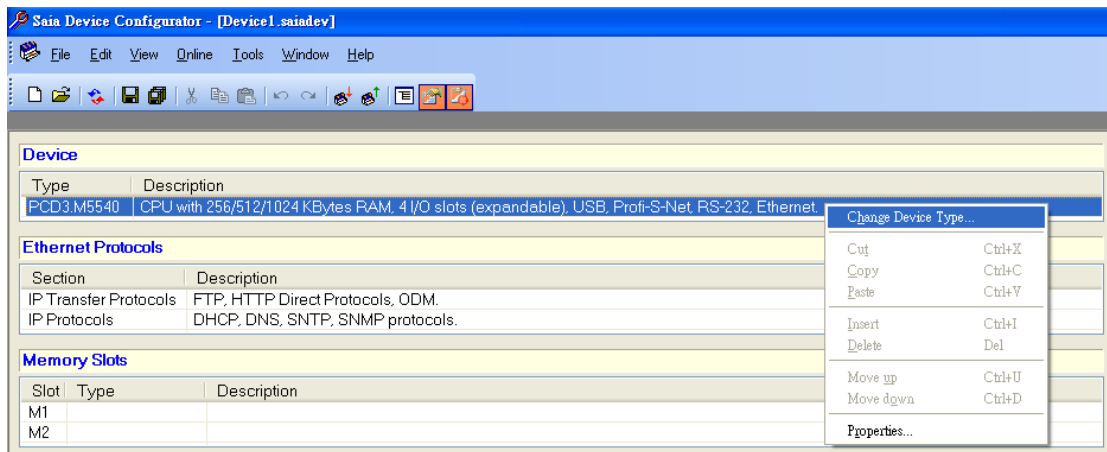 Saia Device Configurator - [Device1.saiadev]
File Edit View Online Tools Window Help
Device
Type Description
PCD3.M5540 CPU with 256/512/1024 KBytes RAM, 4 I/O slots (expandable), USB, Profi-S-Net, RS-232, Ethernet.
Change Device Type...
Cut Ctrl+X
Copy Ctrl+C
Paste Ctrl+V
Insert Ctrl+I
Delete Del
Move up Ctrl+U
Move down Ctrl+D
Properties...
Ethernet Protocols
Section Description
IP Transfer Protocols FTP, HTTP Direct Protocols, ODM.
IP Protocols DHCP, DNS, SNTP, SNMP protocols.
Memory Slots
Slot Type Description
M1
M2